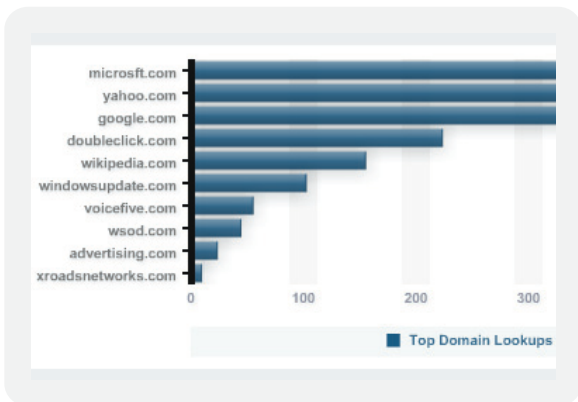 microsft.com
yahoo.com
google.com
doubleclick.com
wikipedia.com
windowsupdate.com
voicefive.com
wsod.com
advertising.com
xroadsnetworks.com
0 100 200 300
Top Domain Lookups